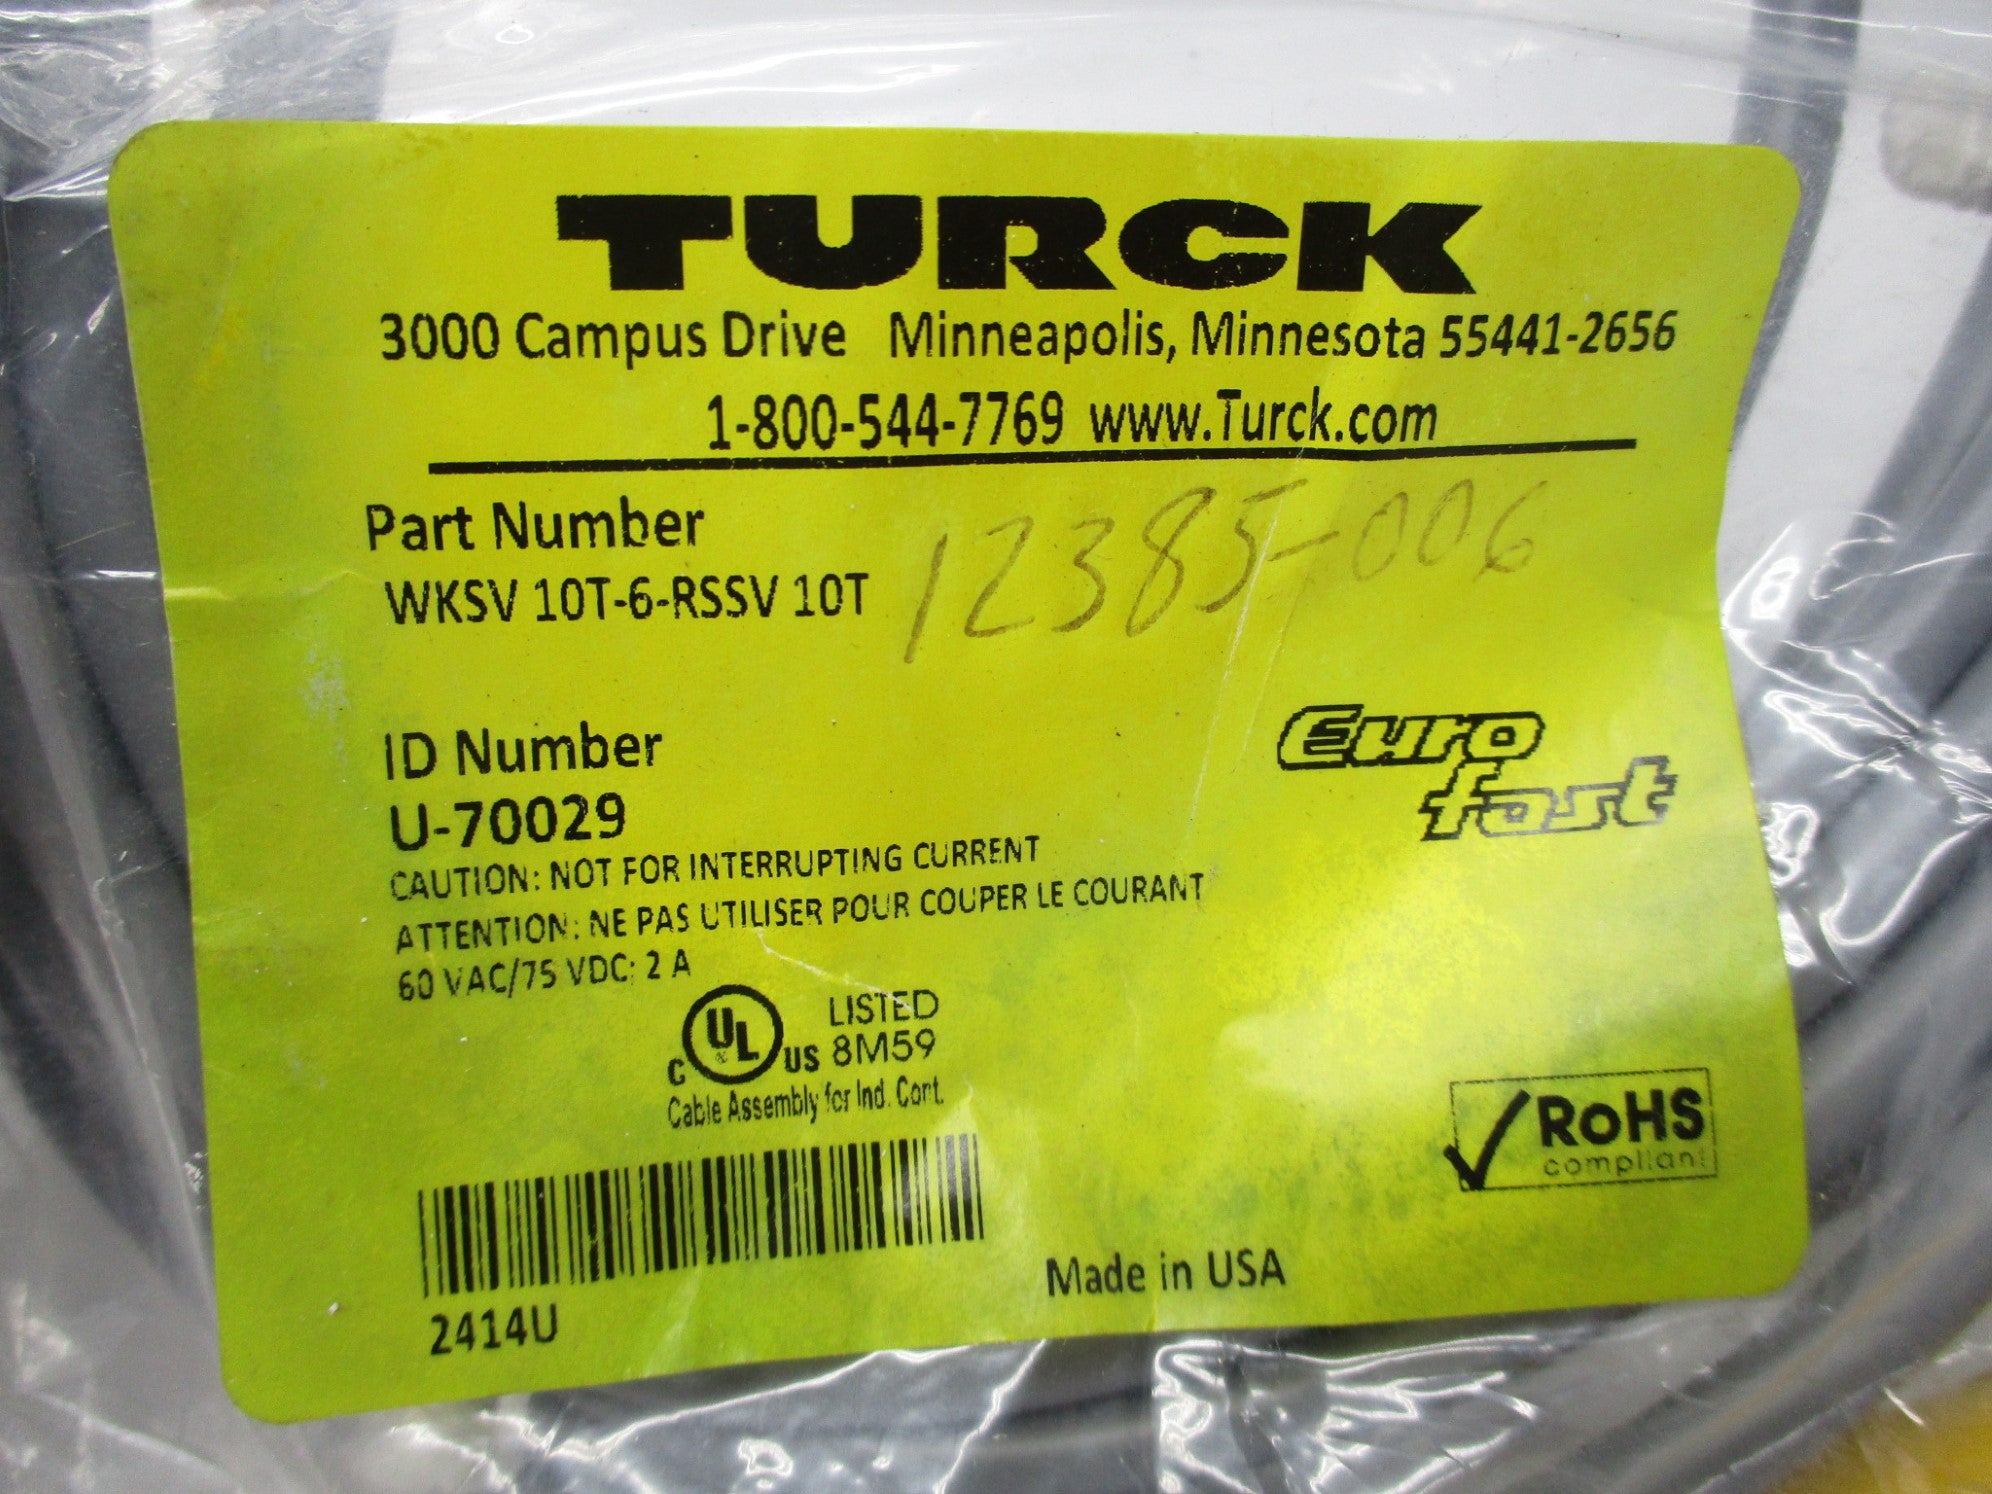 TURCK
3000 Campus Drive Minneapolis, Minnesota 55441-2656
1-800-544-7769 www.Turck.com
Part Number
WKSV 10T-6-RSSV 10T
12385-006
ID Number
U-70029
Euro
fast
CAUTION: NOT FOR INTERRUPTING CURRENT
ATTENTION: NE PAS UTILISER POUR COUPER LE COURANT
60 VAC/75 VDC; 2 A
C UL US LISTED
8M59
Cable Assembly for Ind. Cont.
RoHS
compliant
2414U
Made in USA